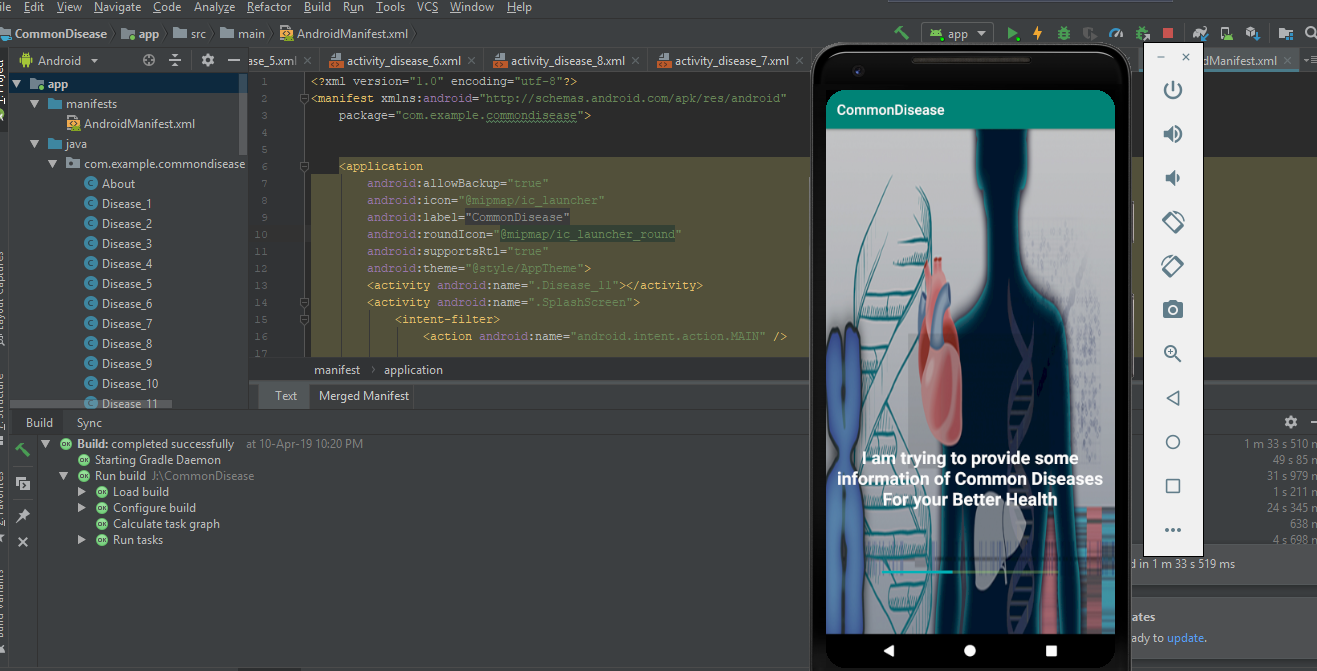 ile Edit View Navigate Code Analyze Refactor Build Run Tools VCS Window Help
CommonDisease app src main AndroidManifest.xml
app
Android
ase_5.xml activity_disease_6.xml activity_disease_8.xml activity_disease_7.xml dManifest.xml
app
manifests
AndroidManifest.xml
java
com.example.commondisease
About
Disease_1
Disease_2
Disease_3
Disease_4
Disease_5
Disease_6
Disease_7
Disease_8
Disease_9
Disease_10
Disease_11
1 <?xml version="1.0" encoding="utf-8"?>
2 <manifest xmlns:android="http://schemas.android.com/apk/res/android"
3 package="com.example.commondisease">
4
5
6 <application
7 android:allowBackup="true"
8 android:icon="@mipmap/ic_launcher"
9 android:label="CommonDisease"
10 android:roundIcon="@mipmap/ic_launcher_round"
11 android:supportsRtl="true"
12 android:theme="@style/AppTheme">
13 <activity android:name=".Disease_11"></activity>
14 <activity android:name=".SplashScreen">
15 <intent-filter>
16 <action android:name="android.intent.action.MAIN" />
17
manifest application
Text Merged Manifest
CommonDisease
I am trying to provide some
information of Common Diseases
For your Better Health
Build Sync
Build: completed successfully at 10-Apr-19 10:20 PM
Starting Gradle Daemon
Run build J:\CommonDisease
Load build
Configure build
Calculate task graph
Run tasks
1 m 33 s 510 m
49 s 85 m
31 s 979 m
1 s 211 m
24 s 345 m
638 m
4 s 698 m
d in 1 m 33 s 519 ms
ates
ady to update.